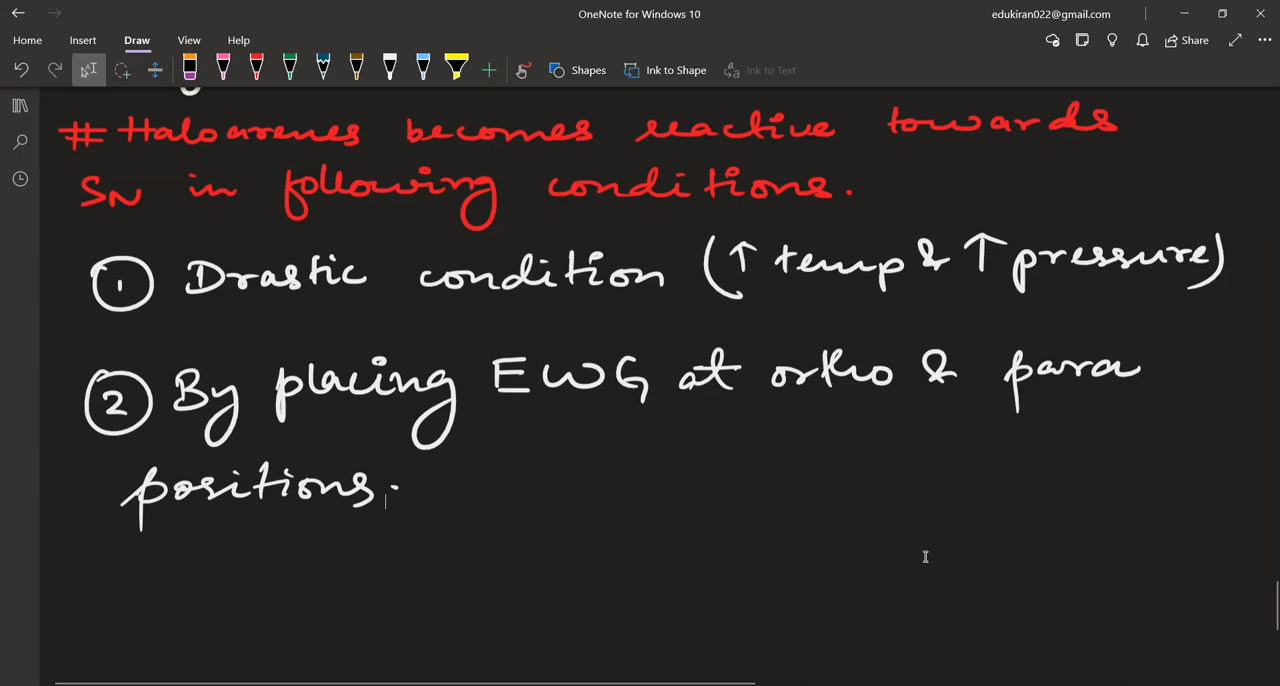 OneNote for Windows 10
edukiran022@gmail.com
Home Insert Draw View Help
Share
Shapes Ink to Shape Ink to Text
# Haloarenes becomes reactive towards
SN in following conditions.
① Drastic condition (↑ temp & ↑ pressure)
② By placing EWG at ortho & para
positions.